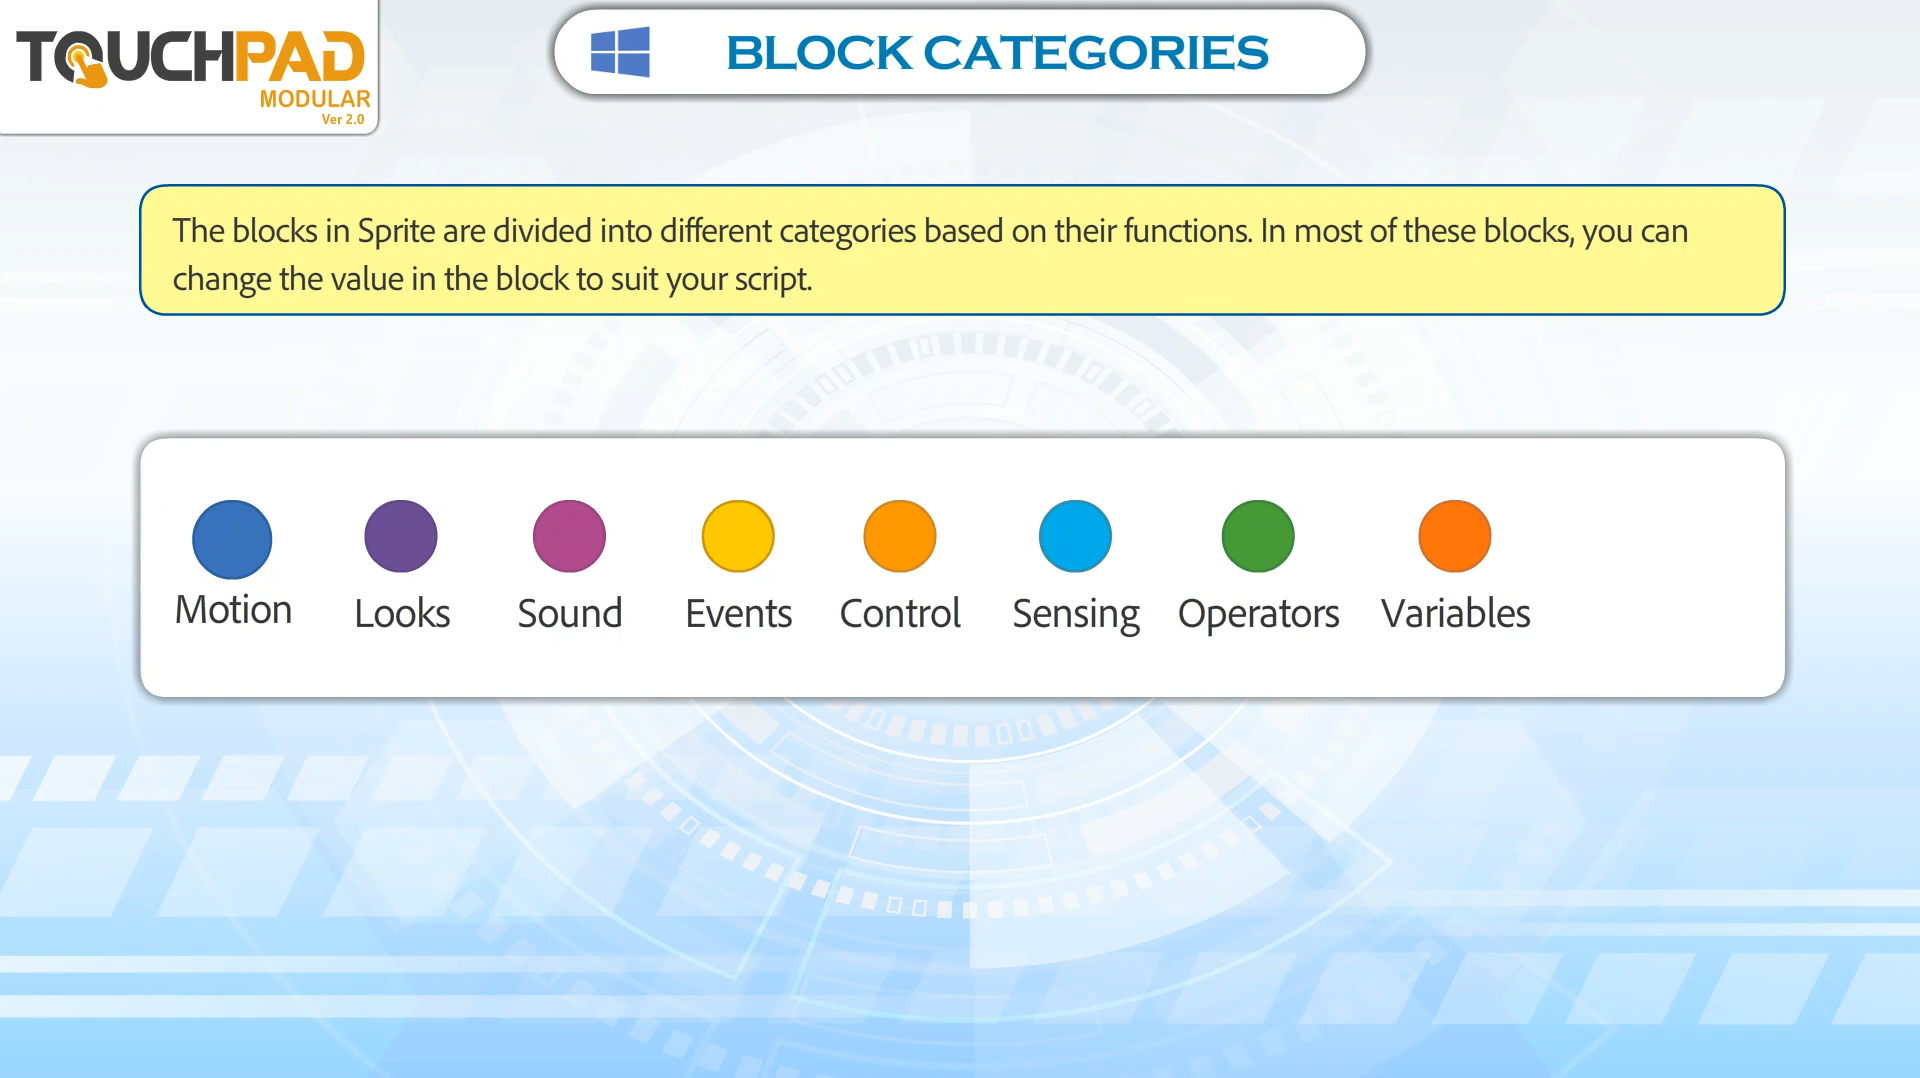 TOUCHPAD
MODULAR
Ver 2.0
BLOCK CATEGORIES
The blocks in Sprite are divided into different categories based on their functions. In most of these blocks, you can
change the value in the block to suit your script.
Motion Looks Sound Events Control Sensing Operators Variables